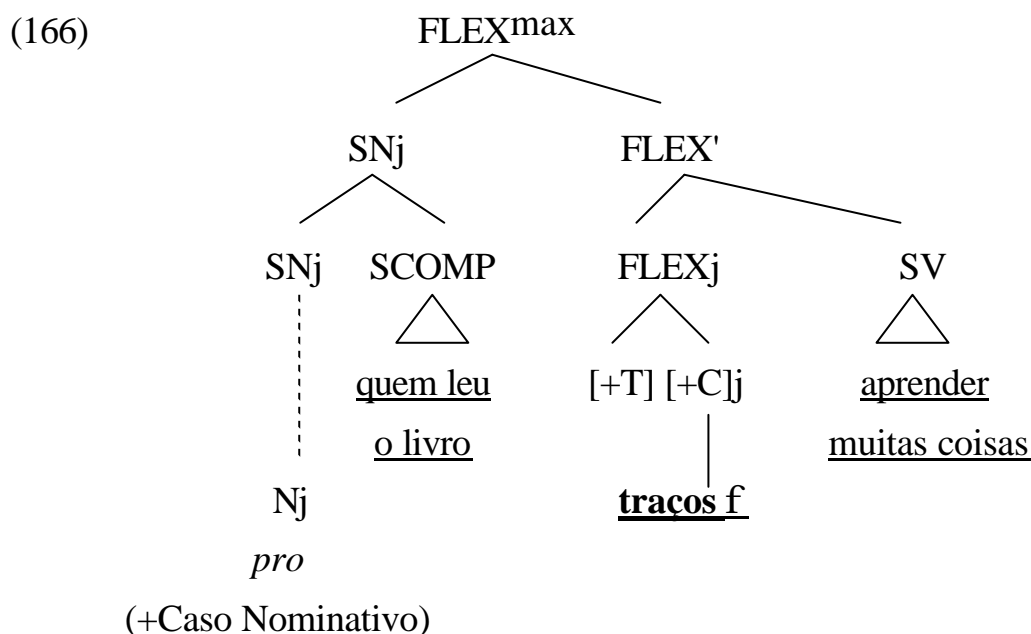 (166) FLEXmax
SNj FLEX'
SNj SCOMP FLEXj SV
quem leu [+T] [+C]j aprender
o livro muitas coisas
Nj traços f
pro
(+Caso Nominativo)